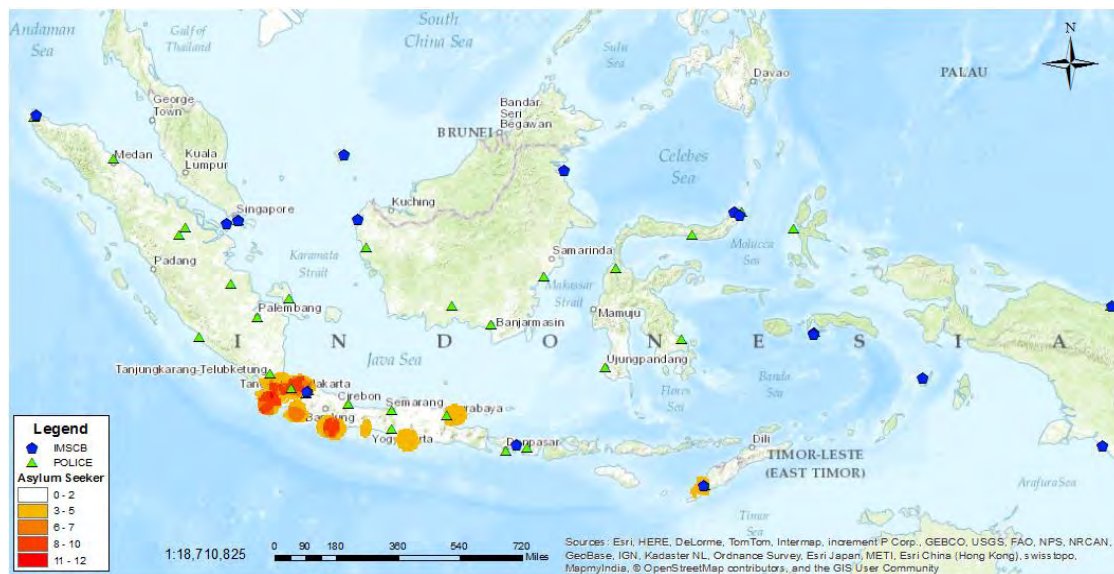 Andaman
Sea
Gulf of
Thailand
South
China Sea
Sulu
Sea
N
PALAU
Davao
George
Town
Bandar
Seri
Begawan
BRUNEI
Medan
Kuala
Lumpur
Celebes
Sea
Kuching
Singapore
Molucca
Sea
Samarinda
Padang
Karamata
Strait
Makassar
Strait
Palembang
Mamuju
Banjarmasin
INDONESIA
Java Sea
Tanjungkarang-Telubketung
Ujungpandang
Flores
Sea
Banda
Sea
Tan
Jakarta
Cirebon
Semarang
Surabaya
Bandung
Yogyakarta
Denpasar
Dili
TIMOR-LESTE
(EAST TIMOR)
Arafura Sea
Timor
Sea
Legend
IMSCB
POLICE
Asylum Seeker
0 - 2
3 - 5
6 - 7
8 - 10
11 - 12
1:18,710,825
0 90 180 360 540 720
Miles
Sources: Esri, HERE, DeLorme, TomTom, Intermap, increment P Corp., GEBCO, USGS, FAO, NPS, NRCAN,
GeoBase, IGN, Kadaster NL, Ordnance Survey, Esri Japan, METI, Esri China (Hong Kong), swisstopo,
MapmyIndia, © OpenStreetMap contributors, and the GIS User Community